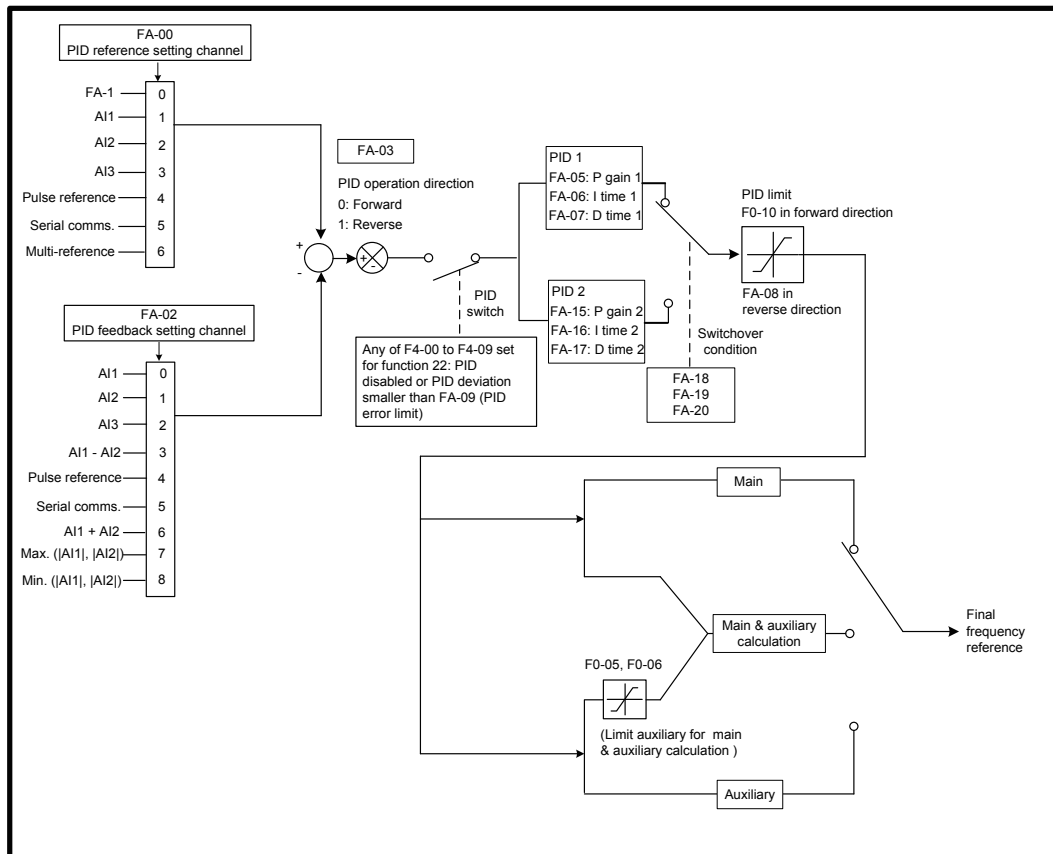 FA-00
PID reference setting channel
FA-1
0
AI1
1
AI2
2
AI3
3
Pulse reference
4
Serial comms.
5
Multi-reference
6
FA-02
PID feedback setting channel
AI1
0
AI2
1
AI3
2
AI1 - AI2
3
Pulse reference
4
Serial comms.
5
AI1 + AI2
6
Max. (|AI1|, |AI2|)
7
Min. (|AI1|, |AI2|)
8
+
-
FA-03
PID operation direction
0: Forward
1: Reverse
+
-
PID
switch
Any of F4-00 to F4-09 set
for function 22: PID
disabled or PID deviation
smaller than FA-09 (PID
error limit)
PID 1
FA-05: P gain 1
FA-06: I time 1
FA-07: D time 1
PID 2
FA-15: P gain 2
FA-16: I time 2
FA-17: D time 2
Switchover
condition
FA-18
FA-19
FA-20
PID limit
F0-10 in forward direction
FA-08 in
reverse direction
Main
Main & auxiliary
calculation
F0-05, F0-06
(Limit auxiliary for main
& auxiliary calculation )
Auxiliary
Final
frequency
reference